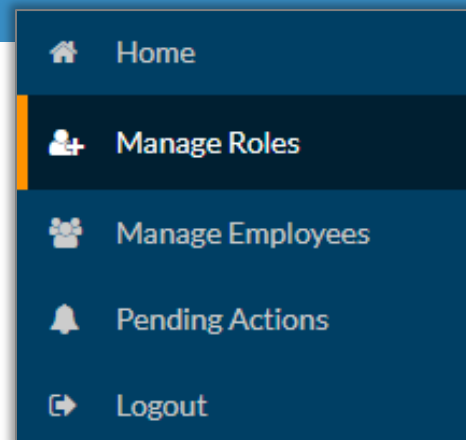 Home
Manage Roles
Manage Employees
Pending Actions
Logout